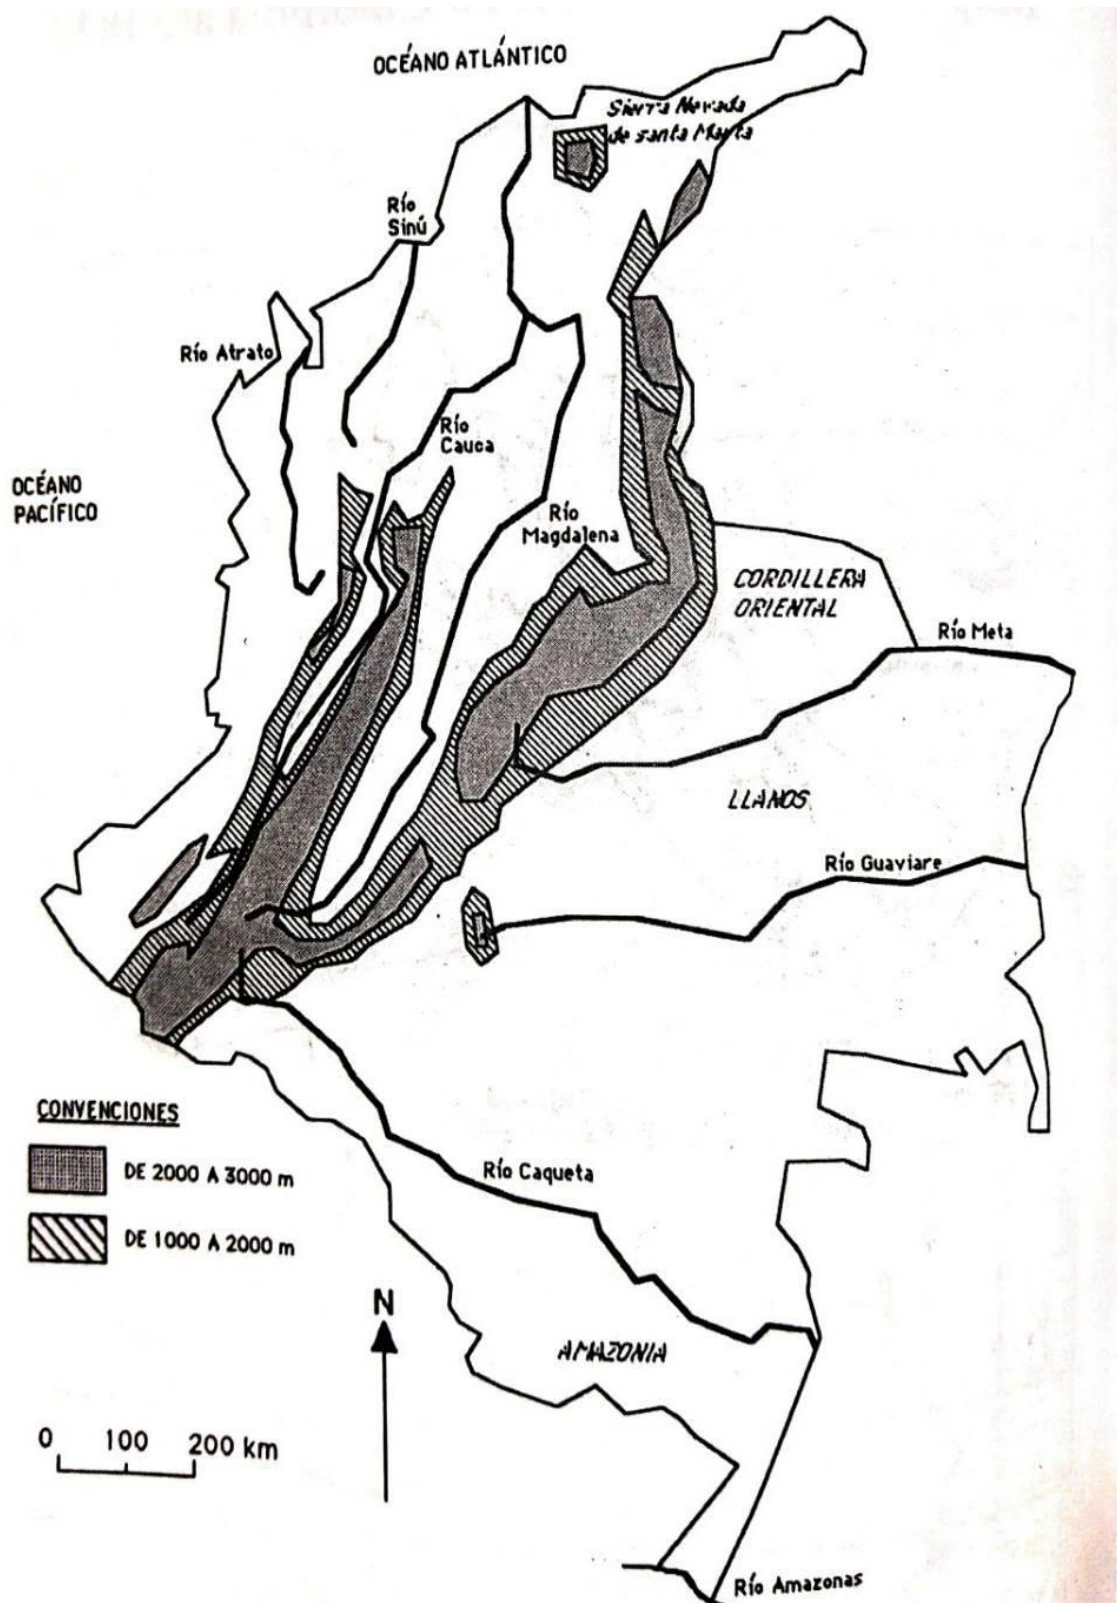 OCÉANO ATLÁNTICO
Sierra Nevada
de santa Marta
Río
Sinú
Río Atrato
Río
Cauca
OCÉANO
PACÍFICO
Río
Magdalena
CORDILLERA
ORIENTAL
Río Meta
LLANOS
Río Guaviare
CONVENCIONES
DE 2000 A 3000 m
DE 1000 A 2000 m
Río Caqueta
N
AMAZONIA
0 100 200 km
Río Amazonas